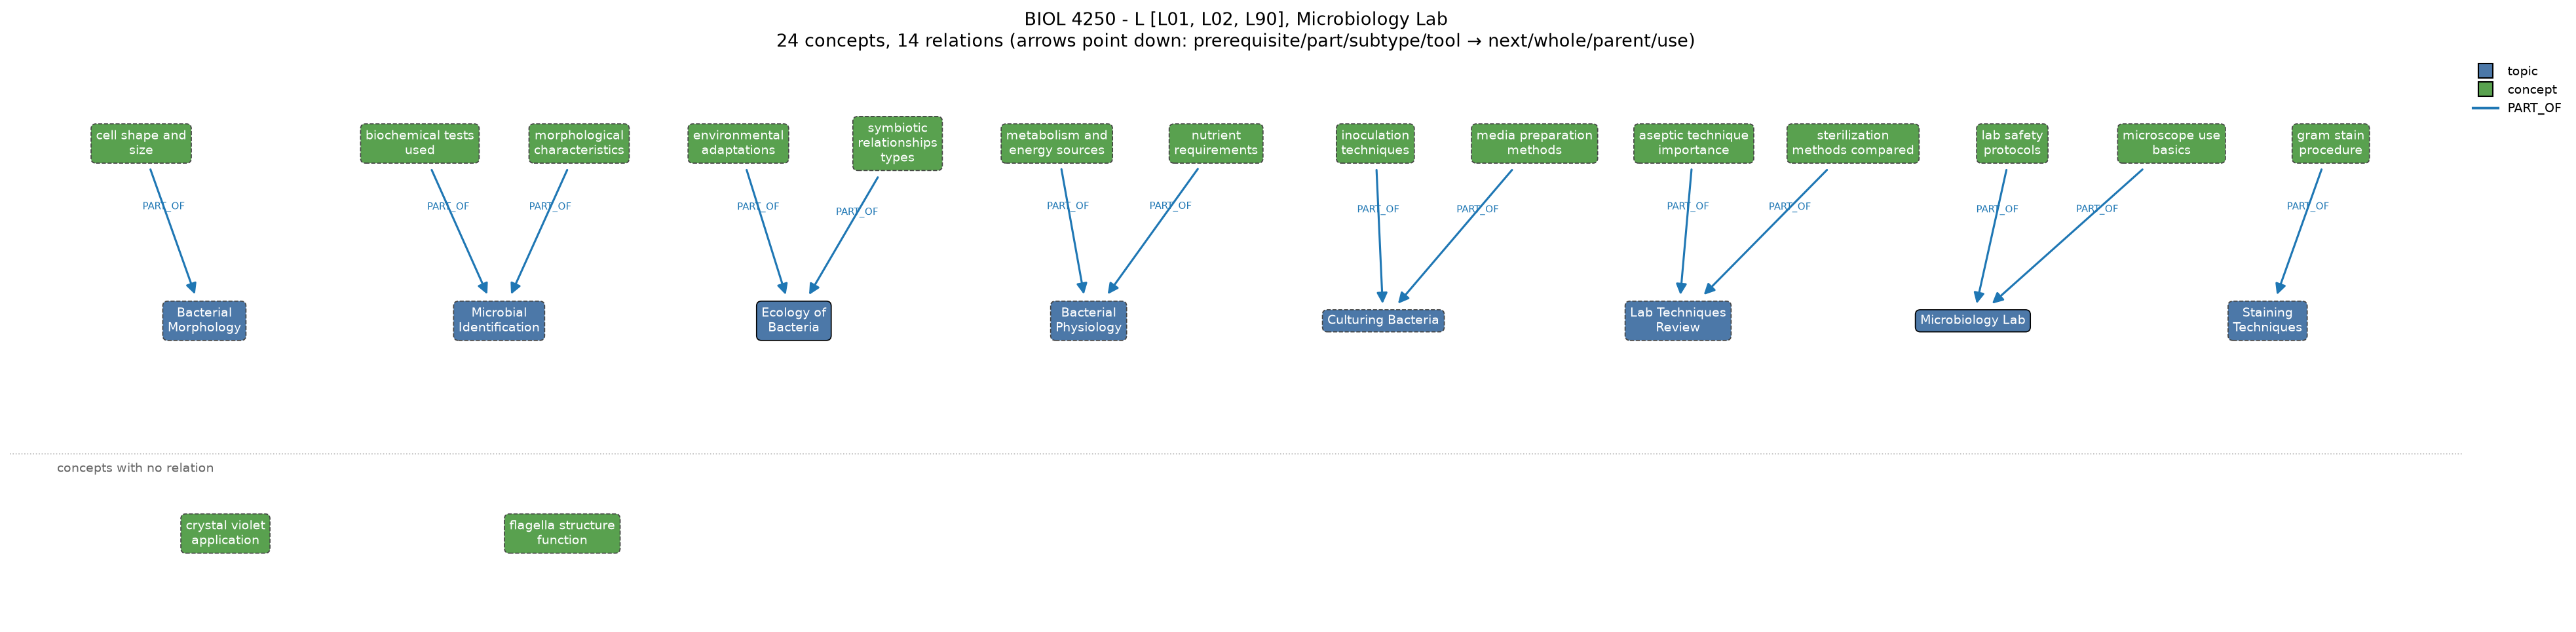 BIOL 4250 - L [L01, L02, L90], Microbiology Lab
24 concepts, 14 relations (arrows point down: prerequisite/part/subtype/tool → next/whole/parent/use)
topic
concept
PART_OF
cell shape and
size
biochemical tests
used
morphological
characteristics
environmental
adaptations
symbiotic
relationships
types
metabolism and
energy sources
nutrient
requirements
inoculation
techniques
media preparation
methods
aseptic technique
importance
sterilization
methods compared
lab safety
protocols
microscope use
basics
gram stain
procedure
PART_OF
PART_OF
PART_OF
PART_OF
PART_OF
PART_OF
PART_OF
PART_OF
PART_OF
PART_OF
PART_OF
PART_OF
PART_OF
PART_OF
Bacterial
Morphology
Microbial
Identification
Ecology of
Bacteria
Bacterial
Physiology
Culturing Bacteria
Lab Techniques
Review
Microbiology Lab
Staining
Techniques
concepts with no relation
crystal violet
application
flagella structure
function